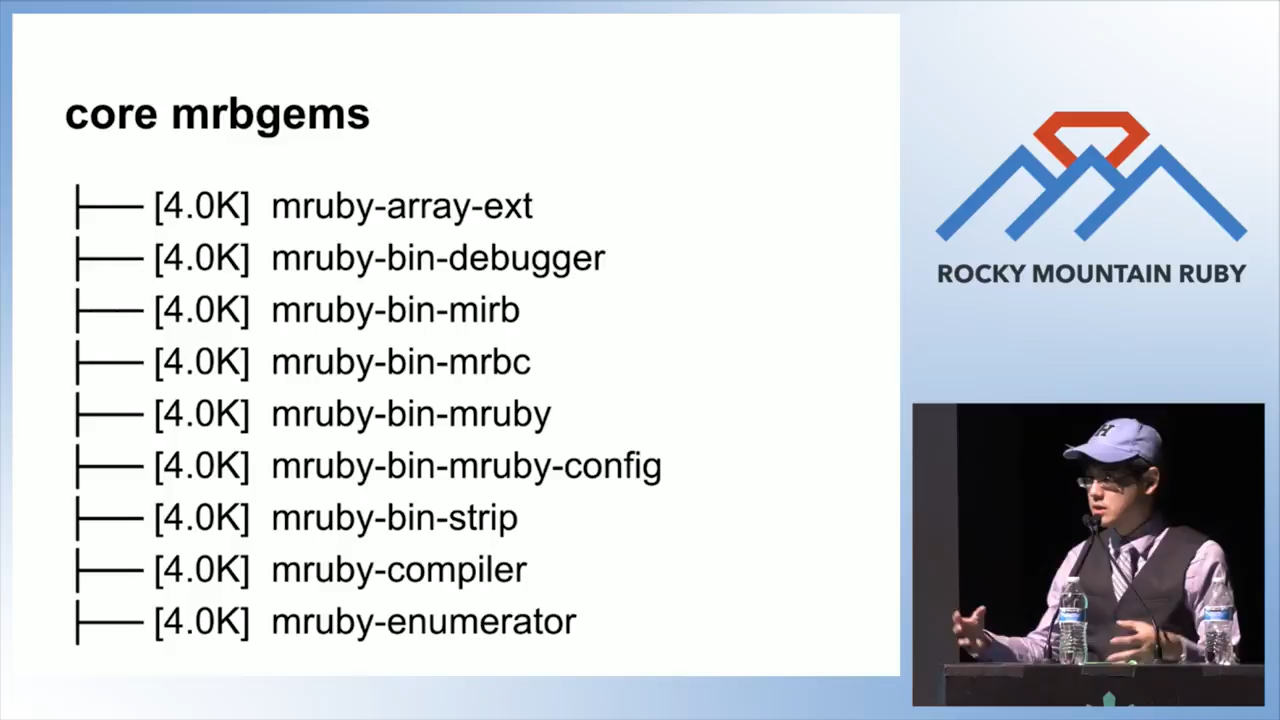 core mrbgems
├── [4.0K] mruby-array-ext
├── [4.0K] mruby-bin-debugger
├── [4.0K] mruby-bin-mirb
├── [4.0K] mruby-bin-mrbc
├── [4.0K] mruby-bin-mruby
├── [4.0K] mruby-bin-mruby-config
├── [4.0K] mruby-bin-strip
├── [4.0K] mruby-compiler
├── [4.0K] mruby-enumerator
ROCKY MOUNTAIN RUBY
H